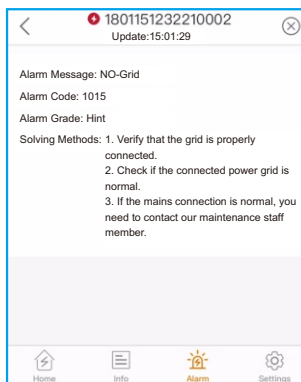 1801151232210002
Update:15:01:29
Alarm Message: NO-Grid
Alarm Code: 1015
Alarm Grade: Hint
Solving Methods: 1. Verify that the grid is properly
connected.
2. Check if the connected power grid is
normal.
3. If the mains connection is normal, you
need to contact our maintenance staff
member.
Home Info Alarm Settings